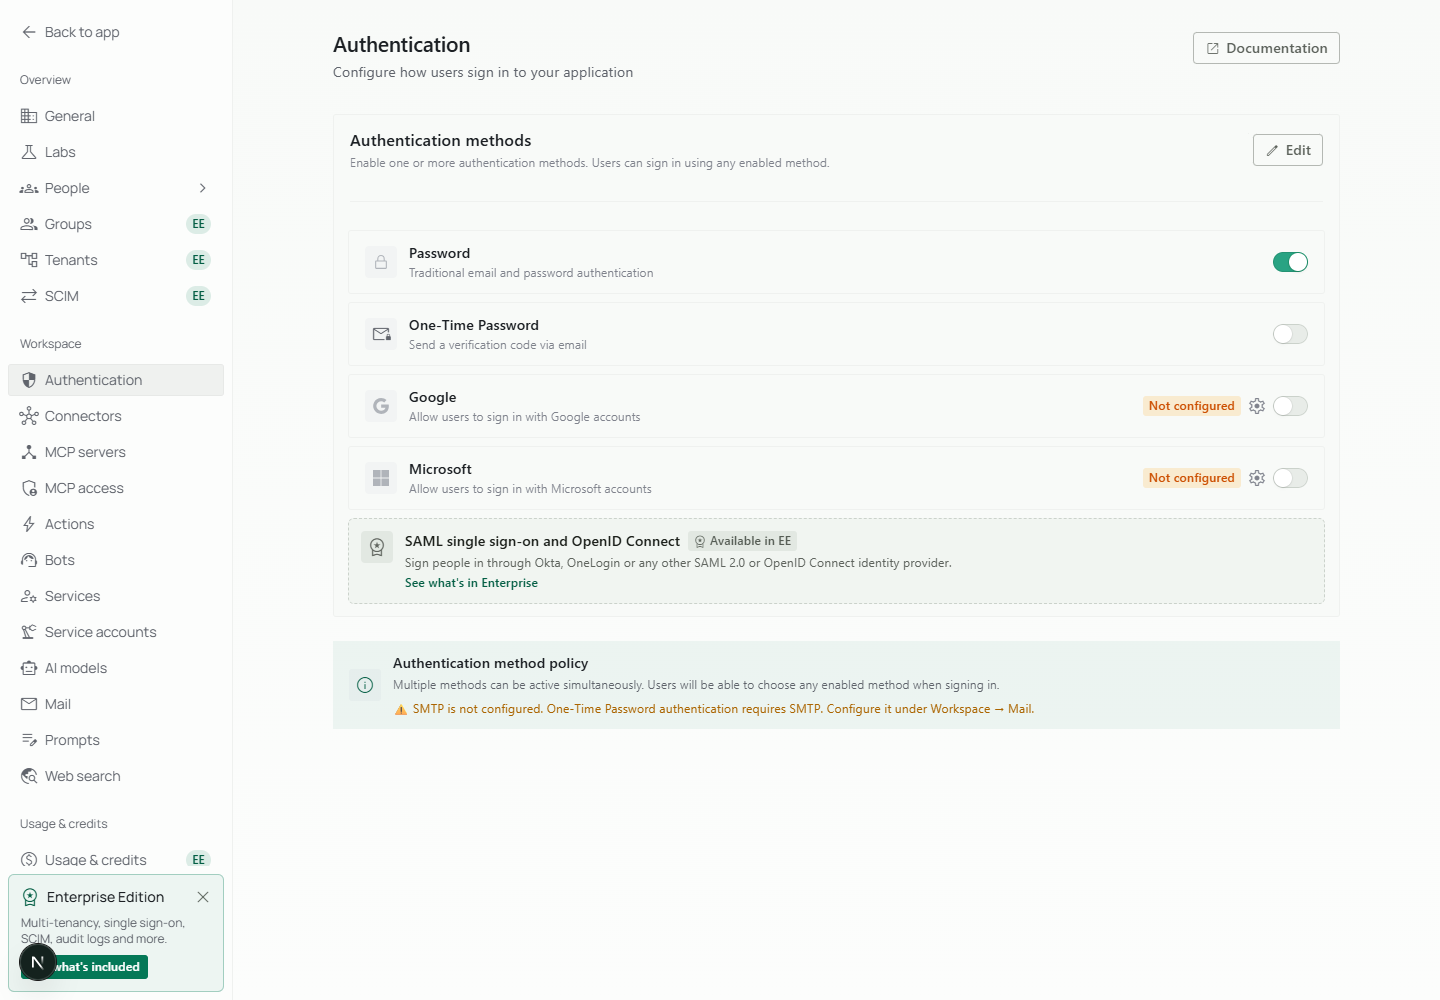 Back to app
Overview
General
Labs
People
Groups EE
Tenants EE
SCIM EE
Workspace
Authentication
Connectors
MCP servers
MCP access
Actions
Bots
Services
Service accounts
AI models
Mail
Prompts
Web search
Usage & credits
Usage & credits EE
Enterprise Edition
Multi-tenancy, single sign-on,
SCIM, audit logs and more.
what's included
N
Authentication
Configure how users sign in to your application
Documentation
Authentication methods
Enable one or more authentication methods. Users can sign in using any enabled method.
Edit
Password
Traditional email and password authentication
One-Time Password
Send a verification code via email
Google
Allow users to sign in with Google accounts
Not configured
Microsoft
Allow users to sign in with Microsoft accounts
Not configured
SAML single sign-on and OpenID Connect Available in EE
Sign people in through Okta, OneLogin or any other SAML 2.0 or OpenID Connect identity provider.
See what's in Enterprise
Authentication method policy
Multiple methods can be active simultaneously. Users will be able to choose any enabled method when signing in.
SMTP is not configured. One-Time Password authentication requires SMTP. Configure it under Workspace → Mail.